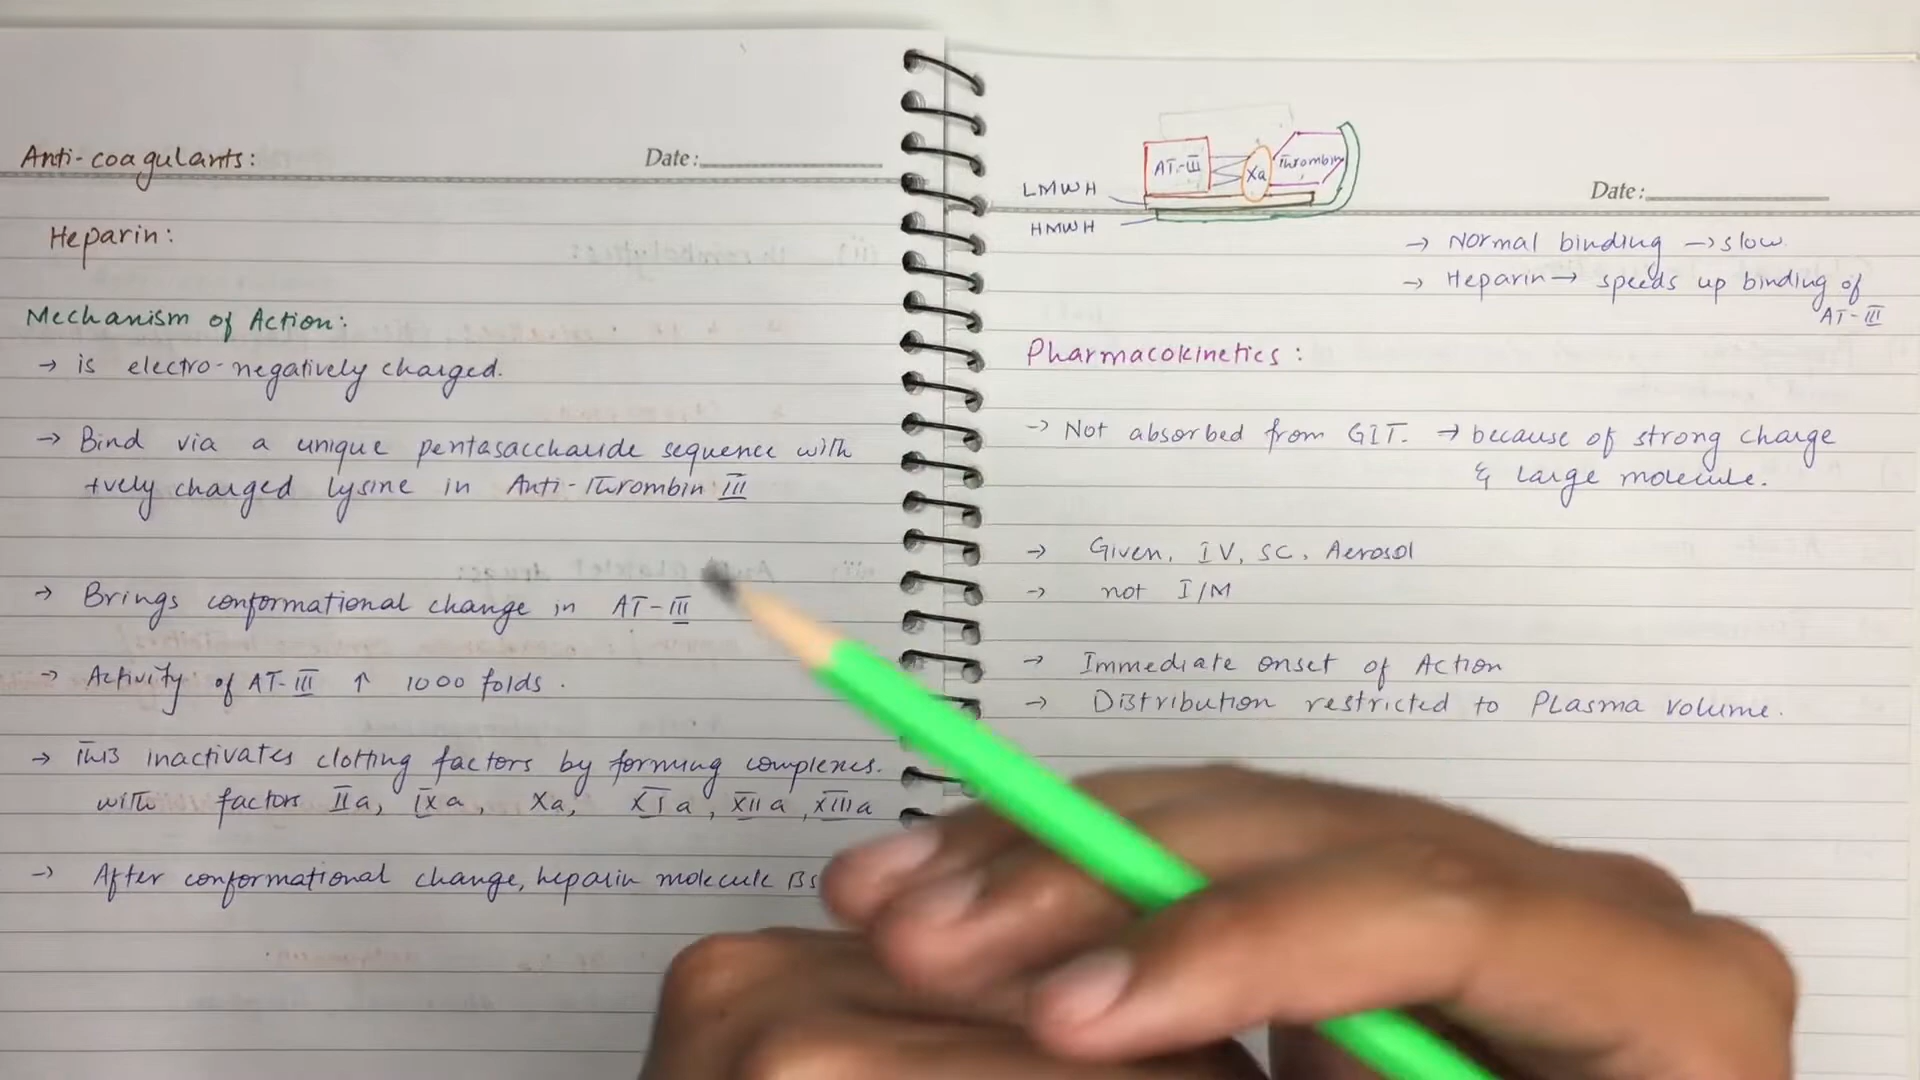 Anti-coagulants:
Date:
Heparin:
Mechanism of Action:
→ is electro-negatively charged.
→ Bind via a unique pentasaccharide sequence with
+vely charged lysine in Anti-Thrombin III
→ Brings conformational change in AT-III
→ Activity of AT-III ↑ 1000 folds.
→ This inactivates clotting factors by forming complexes.
with factors IIa, IXa, Xa, XIa, XIIa, XIIIa
→ After conformational change, heparin molecule is
AT-III
Xa
Thrombin
LMWH
HMWH
Date:
→ Normal binding → slow.
→ Heparin → speeds up binding of
AT-III
Pharmacokinetics:
→ Not absorbed from GIT. → because of strong charge
& large molecule.
→ Given, IV, SC, Aerosol
→ not I/M
→ Immediate onset of Action
→ Distribution restricted to Plasma volume.